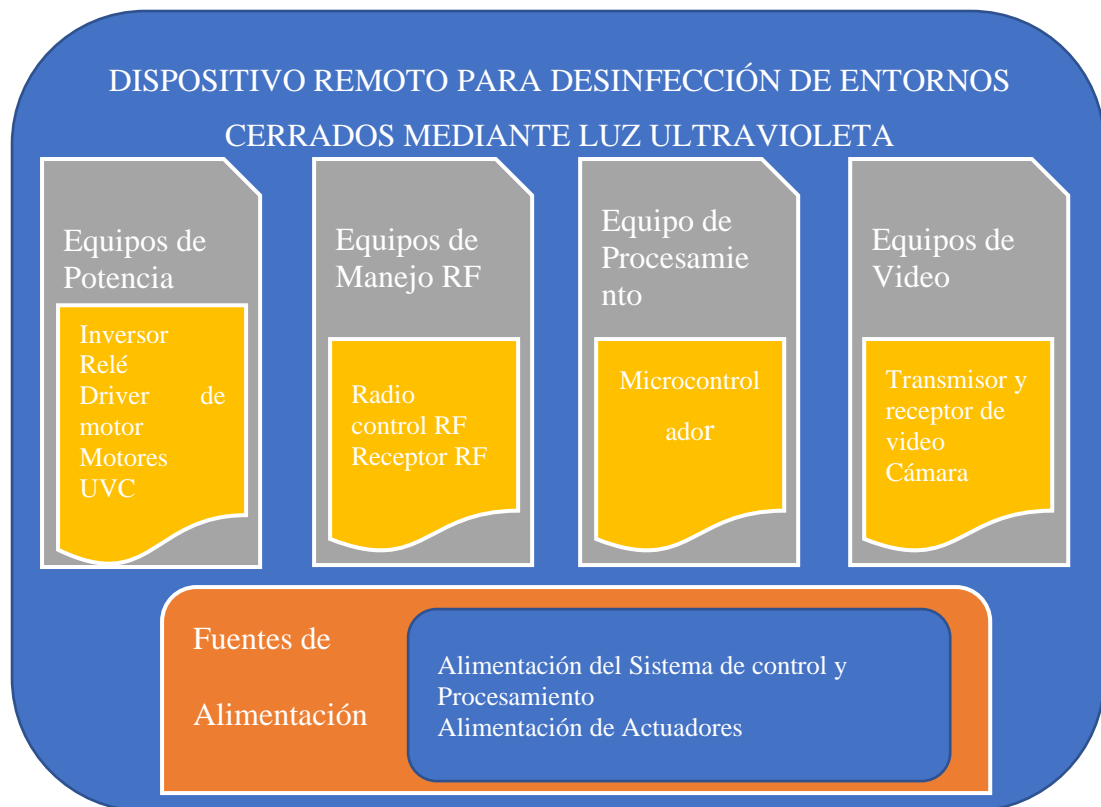 DISPOSITIVO REMOTO PARA DESINFECCIÓN DE ENTORNOS
CERRADOS MEDIANTE LUZ ULTRAVIOLETA
Equipos de
Potencia
Inversor
Relé
Driver de
motor
Motores
UVC
Equipos de
Manejo RF
Radio
control RF
Receptor RF
Equipo de
Procesamie
nto
Microcontrol
ador
Equipos de
Video
Transmisor y
receptor de
video
Cámara
Fuentes de
Alimentación
Alimentación del Sistema de control y
Procesamiento
Alimentación de Actuadores